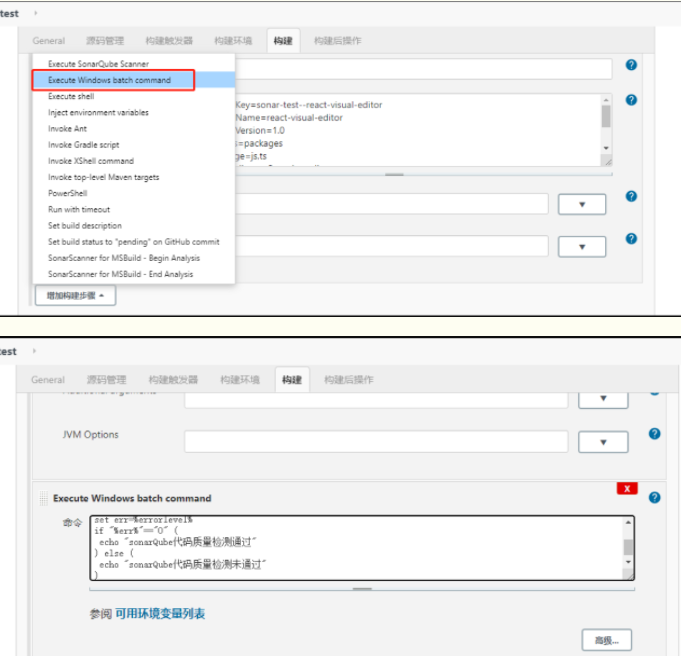 test
General 源码管理 构建触发器 构建环境 构建 构建后操作
Execute SonarQube Scanner
Execute Windows batch command
Execute shell
Inject environment variables
Invoke Ant
Invoke Gradle script
Invoke XShell command
Invoke top-level Maven targets
PowerShell
Run with timeout
Set build description
Set build status to "pending" on GitHub commit
SonarScanner for MSBuild - Begin Analysis
SonarScanner for MSBuild - End Analysis
Key=sonar-test--react-visual-editor
Name=react-visual-editor
Version=1.0
=packages
ge=js.ts
增加构建步骤
test
General 源码管理 构建触发器 构建环境 构建 构建后操作
JVM Options
X
Execute Windows batch command
命令
set err=%errorlevel%
if "%err%"=="0" (
echo "sonarQube代码质量检测通过"
) else (
echo "sonarQube代码质量检测未通过"
)
参阅 可用环境变量列表
高级...